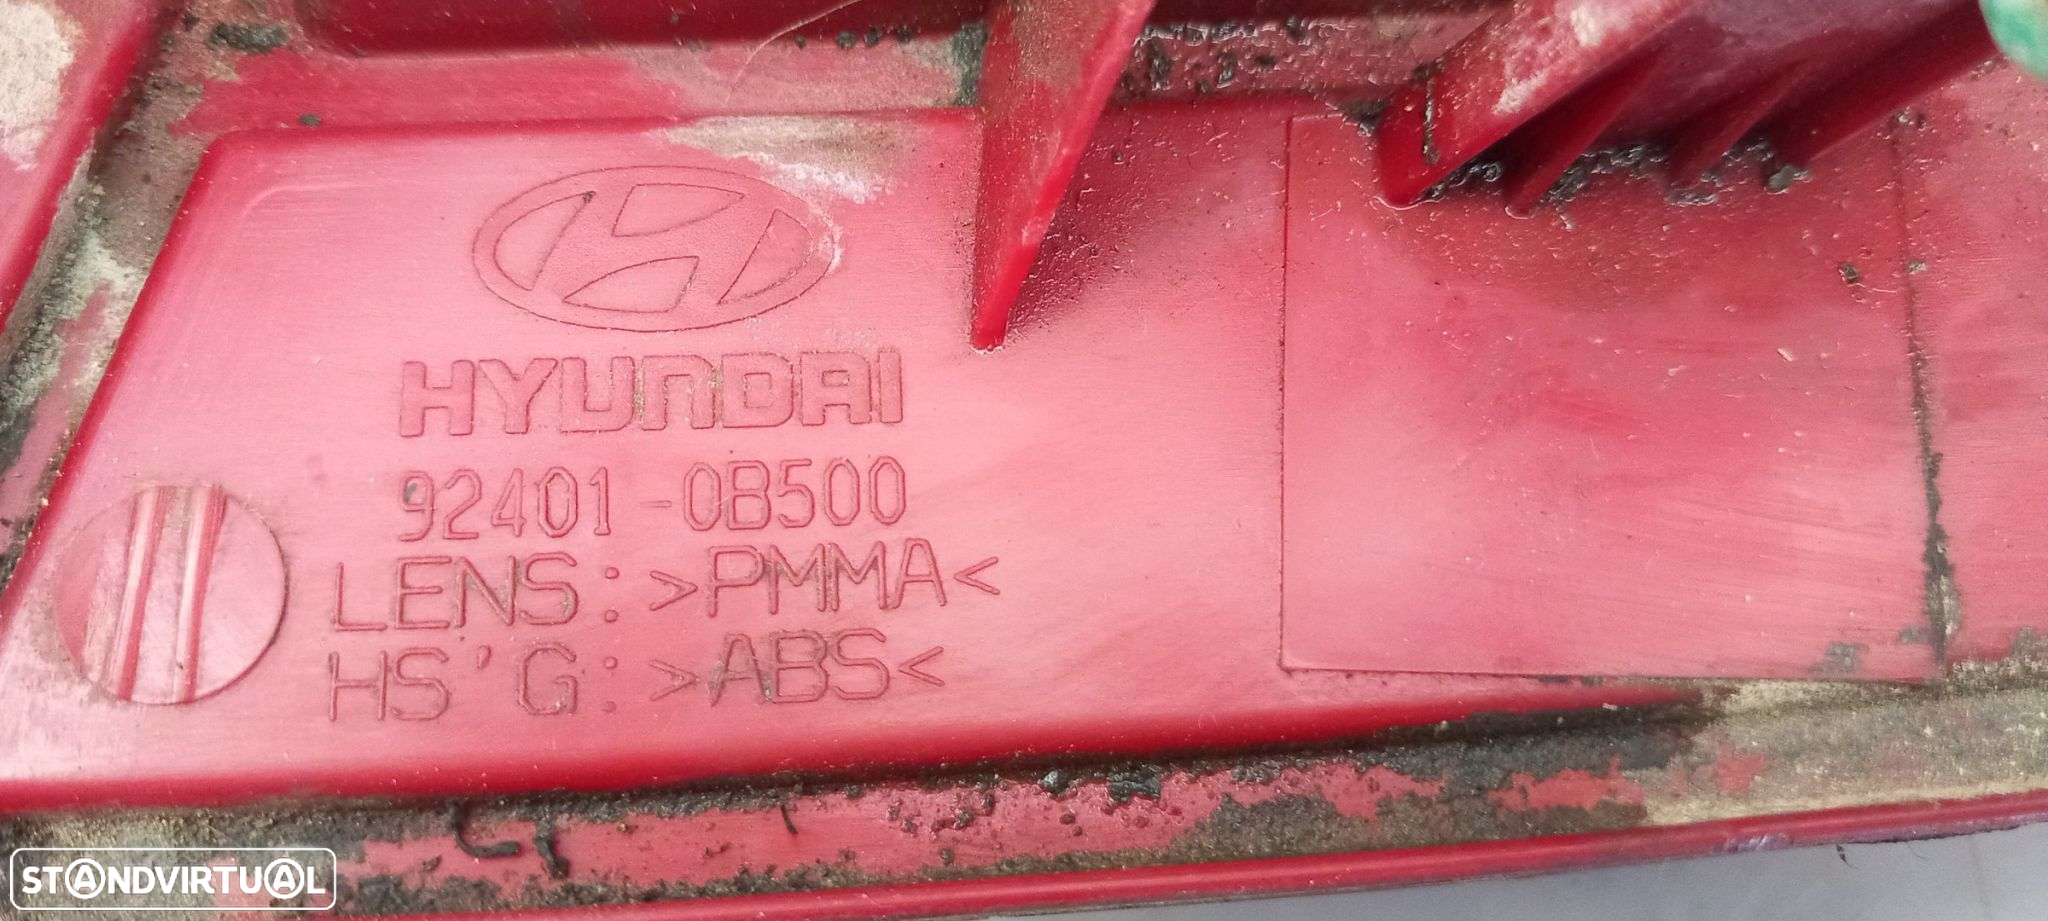 HYUNDAI
92401-0B500
LENS: >PMMA<
HS'G: >ABS<
STANDVIRTUAL